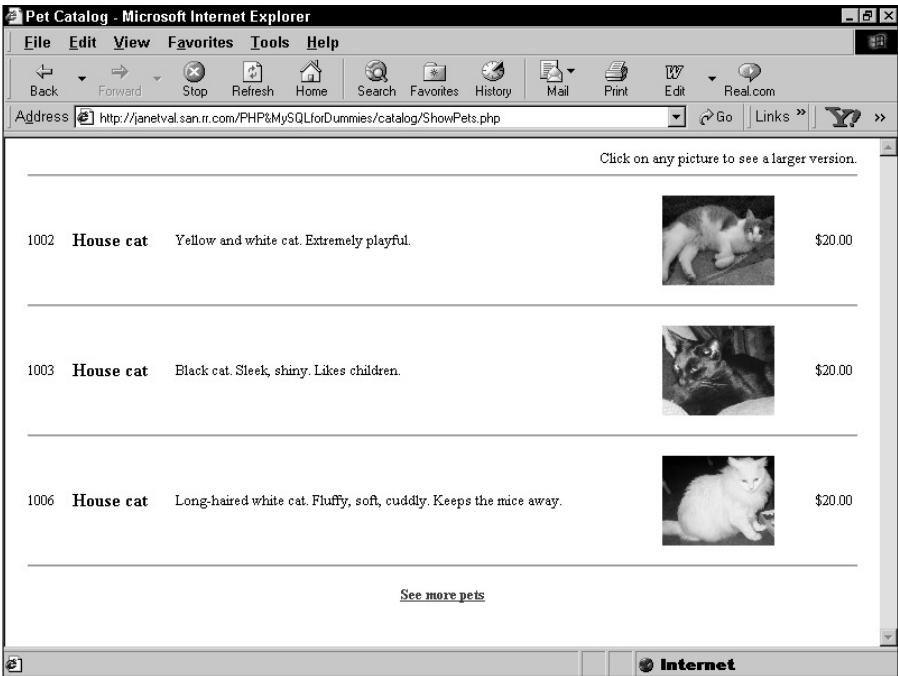 Pet Catalog - Microsoft Internet Explorer
File Edit View Favorites Tools Help
Back Forward Stop Refresh Home Search Favorites History Mail Print Edit Real.com
Address http://janetval.san.rr.com/PHP&MySQLforDummies/catalog/ShowPets.php Go Links » Y! »
Click on any picture to see a larger version.
1002 House cat Yellow and white cat. Extremely playful. $20.00
1003 House cat Black cat. Sleek, shiny. Likes children. $20.00
1006 House cat Long-haired white cat. Fluffy, soft, cuddly. Keeps the mice away. $20.00
See more pets
Internet